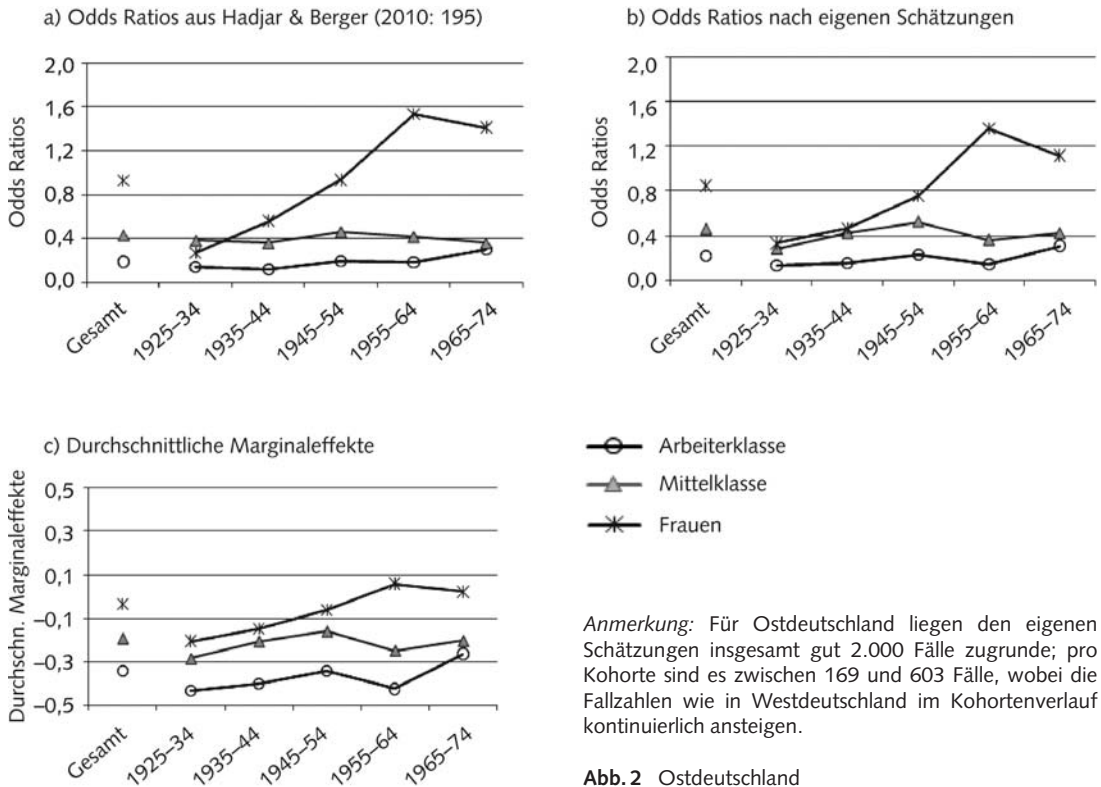 a) Odds Ratios aus Hadjar & Berger (2010: 195)
Odds Ratios
2,0
1,6
1,2
0,8
0,4
0,0
Gesamt
1925–34
1935–44
1945–54
1955–64
1965–74
b) Odds Ratios nach eigenen Schätzungen
Odds Ratios
2,0
1,6
1,2
0,8
0,4
0,0
Gesamt
1925–34
1935–44
1945–54
1955–64
1965–74
c) Durchschnittliche Marginaleffekte
Durchschn. Marginaleffekte
0,5
0,3
0,1
–0,1
–0,3
–0,5
Gesamt
1925–34
1935–44
1945–54
1955–64
1965–74
Arbeiterklasse
Mittelklasse
Frauen
Anmerkung: Für Ostdeutschland liegen den eigenen
Schätzungen insgesamt gut 2.000 Fälle zugrunde; pro
Kohorte sind es zwischen 169 und 603 Fälle, wobei die
Fallzahlen wie in Westdeutschland im Kohortenverlauf
kontinuierlich ansteigen.
Abb. 2 Ostdeutschland